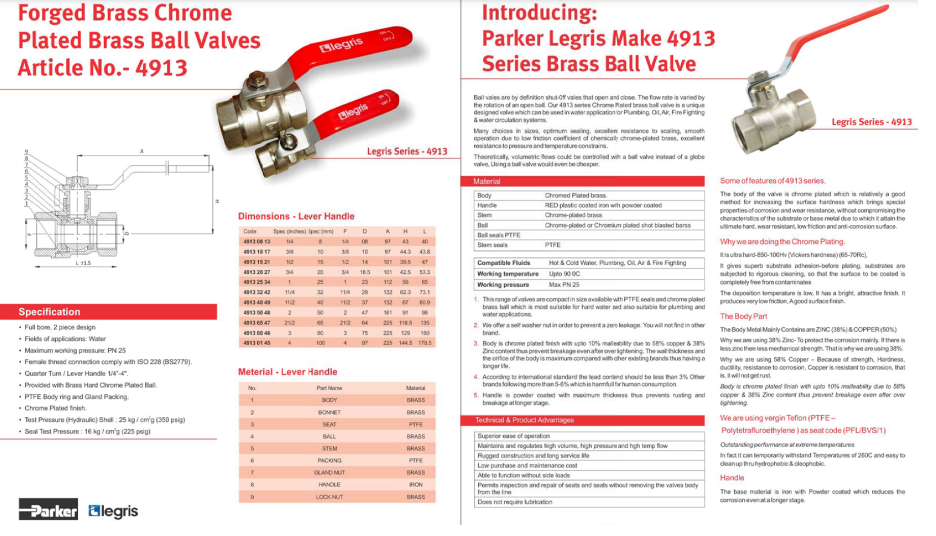 Forged Brass Chrome
Plated Brass Ball Valves
Article No.- 4913
legris
legris
Legris Series - 4913
A
9
8
7
6
5
4
3
2
1
H
F
D
L ±1.5
Dimensions - Lever Handle
Code Spec (inches) Spec (mm) F D A H L
4913 08 13 1/4 8 1/4 08 97 43 40
4913 10 17 3/8 10 3/8 10 97 44.3 43.8
4913 15 21 1/2 15 1/2 14 101 39.5 47
4913 20 27 3/4 20 3/4 18.5 101 42.5 53.3
4913 25 34 1 25 1 23 112 56 65
4913 32 42 11/4 32 11/4 29 132 62.3 73.1
4913 40 49 11/2 40 11/2 37 132 67 80.9
4913 50 48 2 50 2 47 161 91 98
4913 65 47 21/2 65 21/2 64 225 118.5 135
4913 80 46 3 80 75 225 129 150
4913 01 45 4 100 4 97 225 144.5 178.5
Specification
• Full bore, 2 piece design
• Fields of applications: Water
• Maximum working pressure: PN 25
• Female thread connection comply with ISO 228 (BS2779).
• Quarter Turn / Lever Handle 1/4"-4".
• Provided with Brass Hard Chrome Plated Ball.
• PTFE Body ring and Gland Packing.
• Chrome Plated finish.
• Test Pressure (Hydraulic) Shell : 25 kg / cm²g (350 psig)
• Seal Test Pressure : 16 kg / cm²g (225 psig)
Meterial - Lever Handle
No. Part Name Material
1 BODY BRASS
2 BONNET BRASS
3 SEAT PTFE
4 BALL BRASS
5 STEM BRASS
6 PACKING PTFE
7 GLAND NUT BRASS
8 HANDLE IRON
9 LOCK NUT BRASS
Parker legris
Introducing:
Parker Legris Make 4913
Series Brass Ball Valve
Legris Series - 4913
Ball vales are by definition shut-0ff vales that open and close. The flow rate is varied by
the rotation of an open ball. Our 4913 series Chrome Plated brass ball valve is a unique
designed valve which can be used in water application for Plumbing, Oil, Air, Fire Fighting
& water circulation systems.
Many choices in sizes, optimum sealing, excellent resistance to scaling, smooth
operation due to low friction coefficient of chemically chrome-plated brass, excellent
resistance to pressure and temperature constrains.
Theoretically, volumetric flows could be controlled with a ball valve instead of a globe
valve, Using a ball valve would even be cheaper.
Material
Body Chromed Plated brass.
Handle RED plastic coated iron wih powder coated
Stem Chrome-plated brass
Ball Chrome-plated or Chromium plated shot blasted barss
Ball seals PTFE
Stem seals PTFE
Compatible Fluids Hot & Cold Water, Plumbing, Oil, Air & Fire Fighting
Working temperature Upto 90 0C
Working pressure Max PN 25
1. This range of valves are compact in size available with PTFE seals and chrome plated
brass ball which is most suitable for hard water and also suitable for plumbing and
water applications.
2. We offer a self washer nut in order to prevent a zero leakage. You will not find in other
brand.
3. Body is chrome plated finish with upto 10% malleability due to 58% copper & 38%
Zinc content thus prevent breakage even after over tightening. The wall thickness and
the orifice of the body is maximum compared with other existing brands thus having a
longer life.
4. According to international standard the lead content should be less than 3% Other
brands following more than 5-6% which is harmful for human consumption.
5. Handle is powder coated with maximum thickeess thus prevents rusting and
breakage at longer stage.
Technical & Product Advantages
Superior ease of operation
Maintains and regulates high volume, high pressure and hgh temp flow
Rugged construction and long service life
Low purchase and maintenance cost
Able to function without side loads
Permits inspection and repair of seats and seats without removing the valves body
from the line
Does not require lubrication
Some of features of 4913 series.
The body of the valve is chrome plated which is relatively a good
method for increasing the surface hardness which brings special
properties of corrosion and wear resistance, without compromising the
characteristics of the substrate or base metal due to which it attain the
ultimate hard, wear resistant, low friction and anti-corrosion surface.
Why we are doing the Chrome Plating.
It is ultra hard-850-100Hv (Vickers hardness) (65-70Rc).
It gives superb substrate adhesion-before plating, substrates are
subjected to rigorous cleaning, so that the surface to be coated is
completely free from contaminates
The deposition temperature is low, It has a bright, attractive finish. It
produces very low friction, A good surface finish.
The Body Part
The Body Metal Mainly Contains are ZINC (38%) & COPPER (50%)
Why we are using 38% Zinc- To protect the corrosion mainly. If there is
less zinc then less mechanical strength. That is why we are using 38%.
Why we are using 58% Copper – Because of strength, Hardness,
ductility, resistance to corrosion, Copper is resistant to corrosion, that
is, it will not get rust.
Body is chrome plated finish with upto 10% malleability due to 58%
copper & 38% Zinc content thus prevent breakage even after over
tightening.
We are using vergin Teflon (PTFE –
Polytetrafluroethylene ) as seat code (PFL/BVS/1)
Outstanding performance at extreme temperatures
In fact it can temporarily withstand Temperatures of 260C and easy to
clean up thru hydrophobic & oleophobic.
Handle
The base material is iron with Powder coated which reduces the
corrosion even at a longer stage.